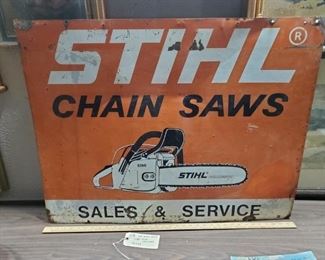 STIHL®
CHAIN SAWS
STIHL
SALES & SERVICE